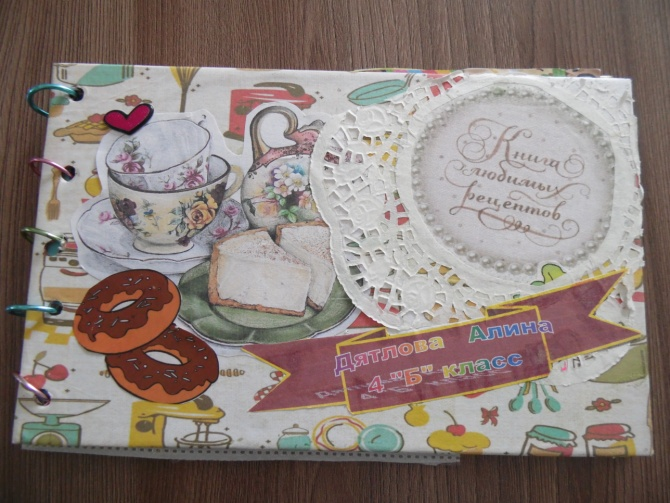 Книга
любимых
рецептов
Дятлова Алина
4 "Б" класс